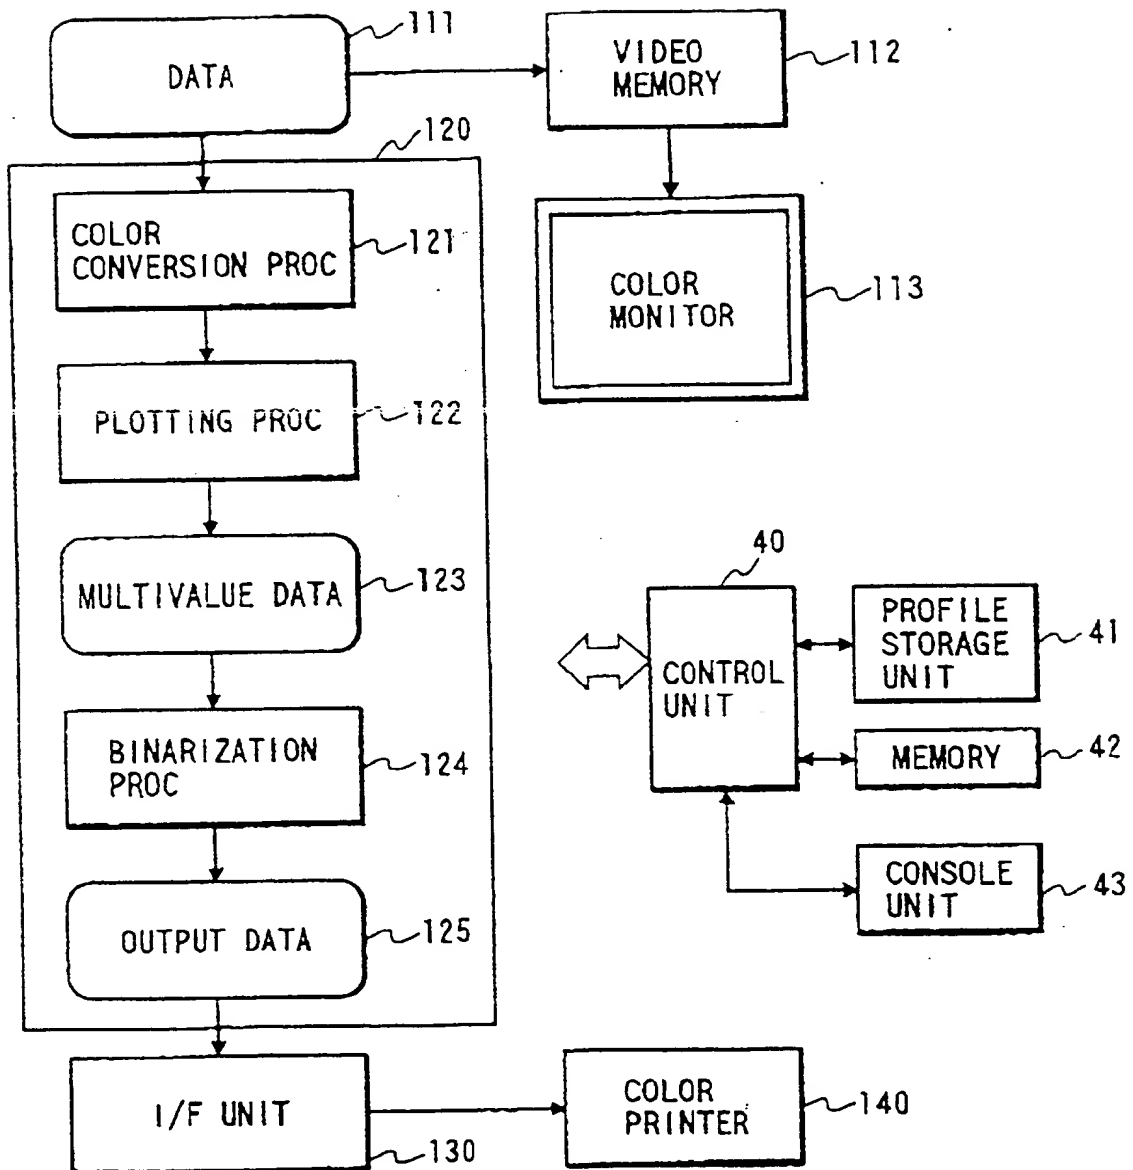 DATA
111
VIDEO
MEMORY
112
120
COLOR
CONVERSION PROC
121
COLOR
MONITOR
113
PLOTTING PROC
122
MULTIVALUE DATA
123
40
CONTROL
UNIT
PROFILE
STORAGE
UNIT
41
BINARIZATION
PROC
124
MEMORY
42
CONSOLE
UNIT
43
OUTPUT DATA
125
I/F UNIT
130
COLOR
PRINTER
140